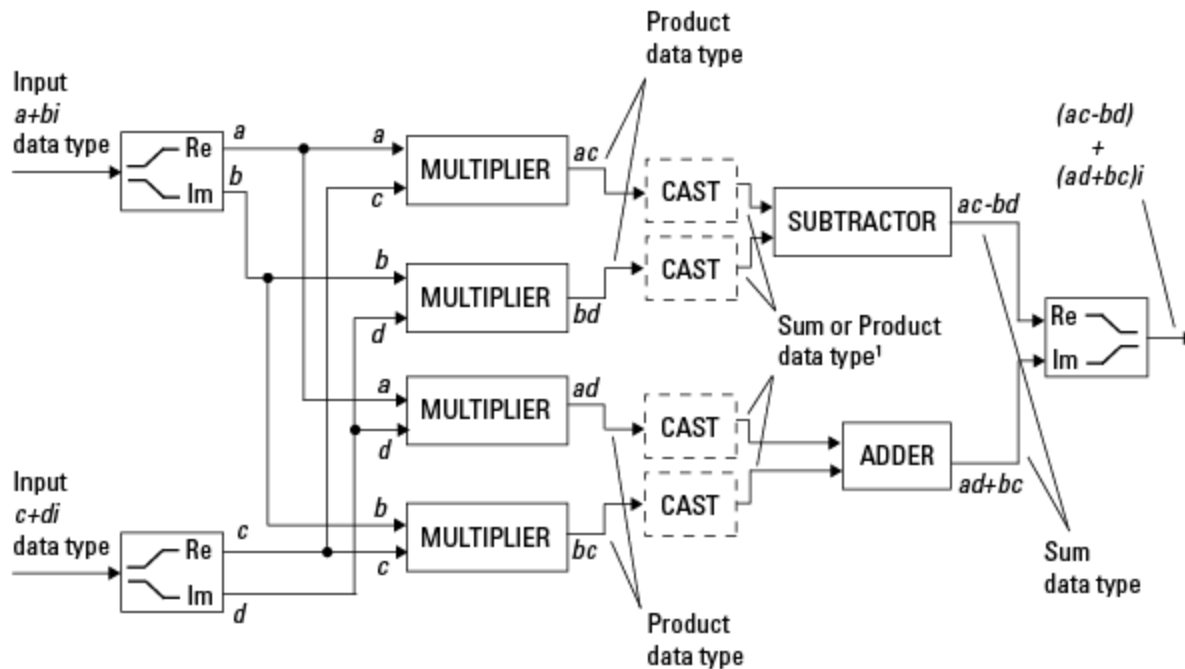 Product
data type
Input
a+bi
data type
(ac-bd)
+
(ad+bc)i
Re
Im
a
b
a
c
MULTIPLIER
ac
CAST
SUBTRACTOR
ac-bd
b
d
MULTIPLIER
bd
CAST
Sum or Product
data type¹
Re
Im
a
d
MULTIPLIER
ad
CAST
ADDER
ad+bc
Input
c+di
data type
Re
Im
c
d
b
c
MULTIPLIER
bc
CAST
Sum
data type
Product
data type